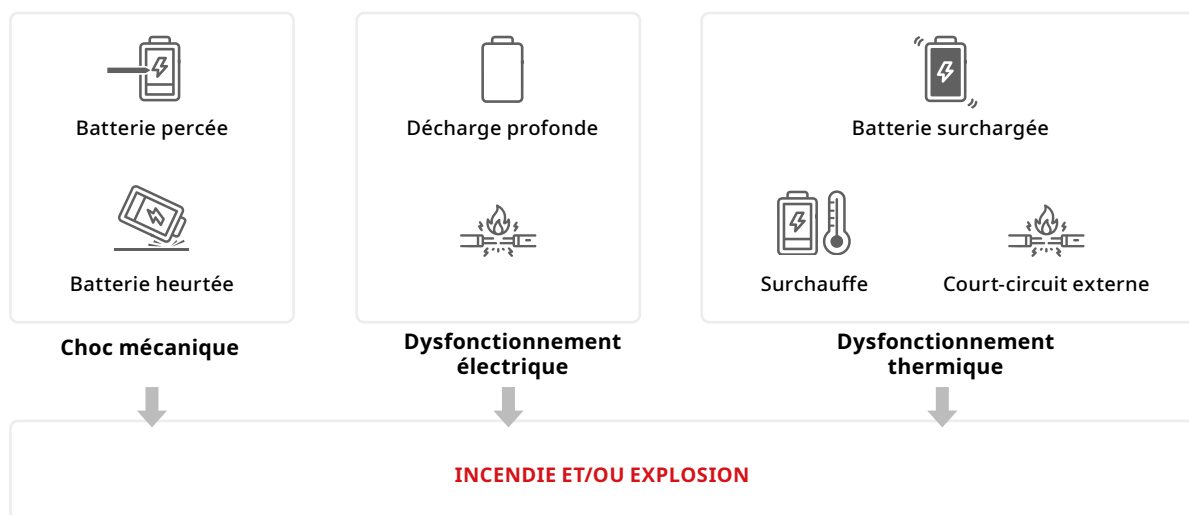 Batterie percée
Batterie heurtée
Choc mécanique
Décharge profonde
Dysfonctionnement
électrique
Batterie surchargée
Surchauffe
Court-circuit externe
Dysfonctionnement
thermique
INCENDIE ET/OU EXPLOSION